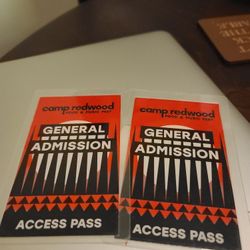 camp redwood
GENERAL
ADMISSION
ACCESS PASS
camp redwood
GENERAL
ADMISSION
ACCESS PASS